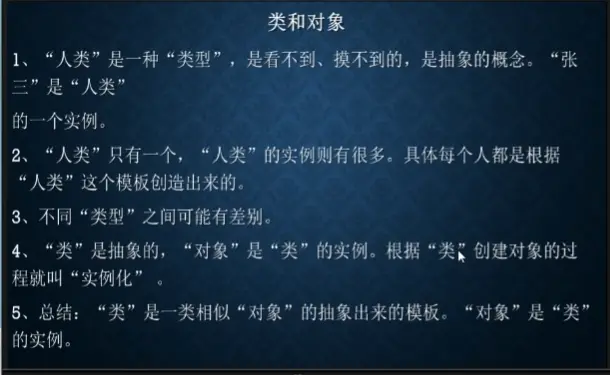 类和对象
1、“人类”是一种“类型”，是看不到、摸不到的，是抽象的概念。“张
三”是“人类”
的一个实例。
2、“人类”只有一个，“人类”的实例则有很多。具体每个人都是根据
“人类”这个模板创造出来的。
3、不同“类型”之间可能有差别。
4、“类”是抽象的，“对象”是“类”的实例。根据“类”创建对象的过
程就叫“实例化” 。
5、总结：“类”是一类相似“对象”的抽象出来的模板。“对象”是“类”
的实例。